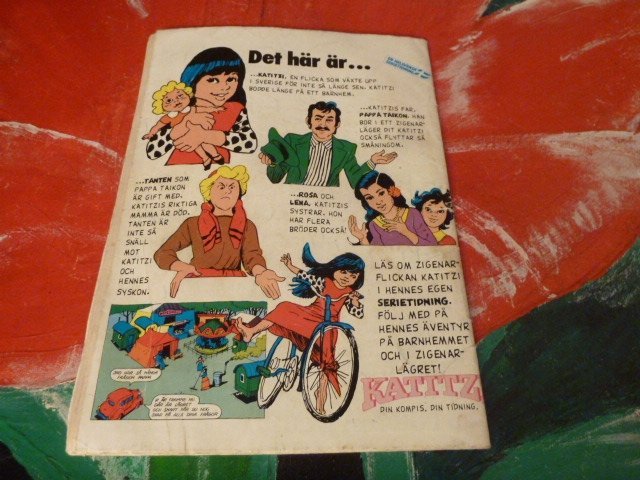 Det här är...
...KATITZI, EN FLICKA SOM VÄXTE UPP
I SVERIGE FÖR INTE SÅ LÄNGE SEN. KATITZI
BODDE LÄNGE PÅ ETT BARNHEM.
...KATITZIS FAR,
PAPPA TAIKON. HAN
BOR I ETT ZIGENAR-
LÄGER DIT KATITZI
OCKSÅ FLYTTAR SÅ
SMÅNINGOM.
...TANTEN SOM
PAPPA TAIKON
ÄR GIFT MED.
KATITZIS RIKTIGA
MAMMA ÄR DÖD.
TANTEN ÄR
INTE SÅ
SNÄLL
MOT
KATITZI
OCH
HENNES
SYSKON.
...ROSA OCH
LENA, KATITZIS
SYSTRAR. HON
HAR FLERA
BRÖDER OCKSÅ!
LÄS OM ZIGENAR-
FLICKAN KATITZI
I HENNES EGEN
SERIETIDNING.
FÖLJ MED PÅ
HENNES ÄVENTYR
PÅ BARNHEMMET
OCH I ZIGENAR-
LÄGRET!
KATITZI
DIN KOMPIS. DIN TIDNING.